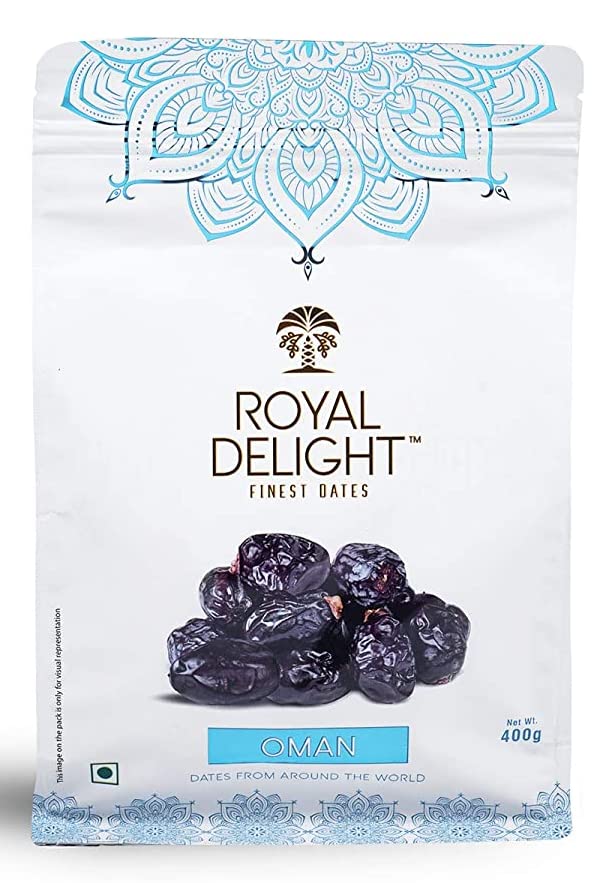 ROYAL
DELIGHT™
FINEST DATES
This image on the pack is only for visual representation
OMAN
Net Wt.
400g
DATES FROM AROUND THE WORLD